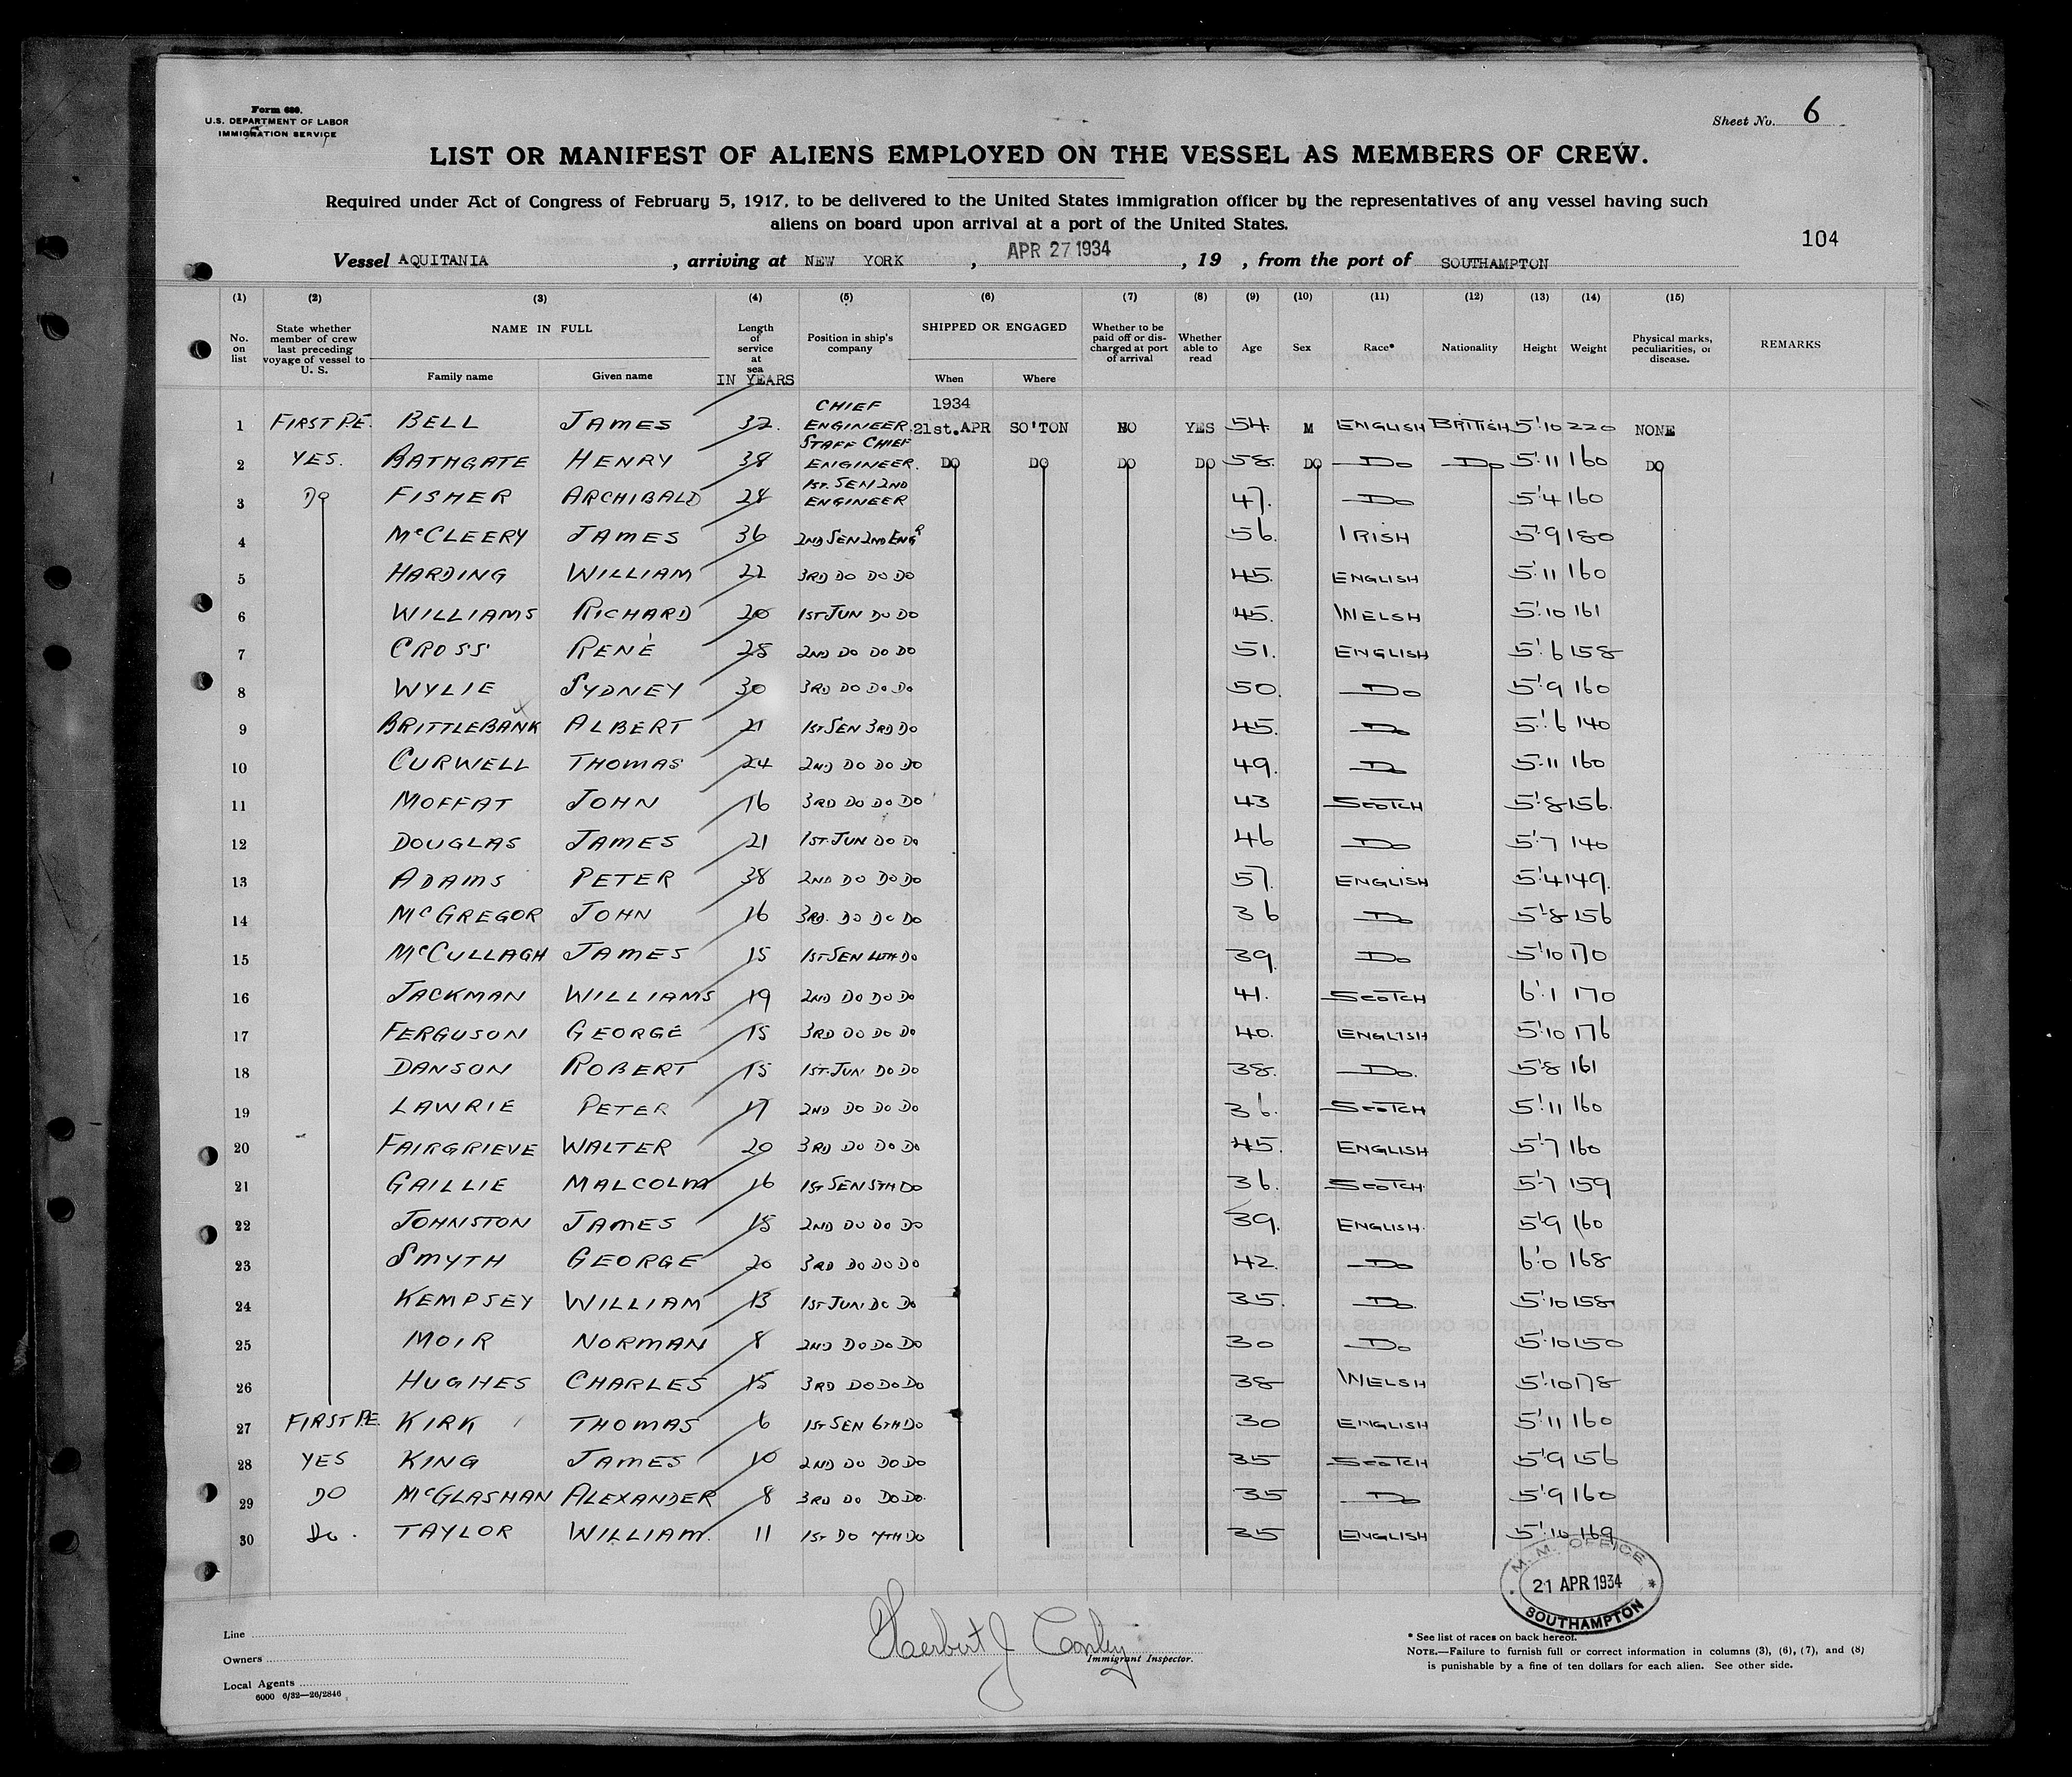 Form 680.
U.S. DEPARTMENT OF LABOR
IMMIGRATION SERVICE
Sheet No. 6
LIST OR MANIFEST OF ALIENS EMPLOYED ON THE VESSEL AS MEMBERS OF CREW.
Required under Act of Congress of February 5, 1917, to be delivered to the United States immigration officer by the representatives of any vessel having such
aliens on board upon arrival at a port of the United States.
104
Vessel AQUITANIA, arriving at NEW YORK, APR 27 1934, 19 , from the port of SOUTHAMPTON
(1) (2) (3) (4) (5) (6) (7) (8) (9) (10) (11) (12) (13) (14) (15)
No. on list State whether member of crew last preceding voyage of vessel to U. S. NAME IN FULL Family name Given name Length of service at sea IN YEARS Position in ship's company SHIPPED OR ENGAGED When Where Whether to be paid off or discharged at port of arrival Whether able to read Age Sex Race* Nationality Height Weight Physical marks, peculiarities, or disease. REMARKS
1 FIRST PE. BELL JAMES 32. CHIEF ENGINEER. 1934 21st.APR SO'TON NO YES 54. M ENGLISH BRITISH 5'10 220 NONE
2 YES. BATHGATE HENRY 38 STAFF CHIEF ENGINEER. DO DO DO DO 58. DO Do Do 5'11 160 DO
3 Do FISHER ARCHIBALD 24 1ST. SEN 2ND ENGINEER 47. Do 5'4 160
4 McCLEERY JAMES 36 2ND SEN 2ND ENGR 56. IRISH 5'9 180
5 HARDING WILLIAM 22 3RD DO DO DO 45. ENGLISH 5'11 160
6 WILLIAMS RICHARD 20 1ST JUN DO DO 45. WELSH 5'10 161
7 CROSS RENÉ 28 2ND DO DO DO 51. ENGLISH 5'6 158
8 WYLIE SYDNEY 30 3RD DO DO DO 50. Do 5'9 160
9 BRITTLEBANK ALBERT 21 1ST SEN 3RD DO 45. Do 5'6 140
10 CURWELL THOMAS 24 2ND DO DO DO 49. Do 5'11 160
11 MOFFAT JOHN 16 3RD DO DO DO 43 SCOTCH 5'8 156.
12 DOUGLAS JAMES 21 1ST. JUN DO DO 46 Do 5'7 140
13 ADAMS PETER 38 2ND DO DO DO 57. ENGLISH 5'4 149.
14 McGREGOR JOHN 16 3RD. DO DO DO 36 Do 5'8 156
15 McCULLAGH JAMES 15 1ST SEN 4TH DO 39. Do 5'10 170
16 JACKMAN WILLIAMS 19 2ND DO DO DO 41. SCOTCH 6'1 170
17 FERGUSON GEORGE 15 3RD DO DO DO 40. ENGLISH 5'10 176
18 DANSON ROBERT 15 1ST. JUN DO DO 38. Do. 5'8 161
19 LAWRIE PETER 17 2ND DO DO DO 36. SCOTCH 5'11 160
20 FAIRGRIEVE WALTER 20 3RD DO DO DO 45. ENGLISH 5'7 160
21 GAILLIE MALCOLM 16 1ST SEN 5TH DO 36. SCOTCH 5'7 159
22 JOHNSTON JAMES 18 2ND DO DO DO 39. ENGLISH. 5'9 160
23 SMYTH GEORGE 20 3RD DO DO DO 42. Do 6'0 168
24 KEMPSEY WILLIAM 13 1ST JUN DO DO 35. Do. 5'10 158
25 MOIR NORMAN 8 2ND DO DO DO 30 Do 5'10 150
26 HUGHES CHARLES 15 3RD DO DO DO 38 WELSH 5'10 178
27 FIRST P.E. KIRK THOMAS 6 1ST SEN 6TH DO 30 ENGLISH 5'11 160
28 YES KING JAMES 10 2ND DO DO DO 35 SCOTCH 5'9 156
29 DO McGLASHAN ALEXANDER 8 3RD DO DO DO. 35 Do 5'9 160
30 Do. TAYLOR WILLIAM. 11 1ST DO 7TH DO 35 ENGLISH 5'10 169
M. M. OFFICE
21 APR 1934
SOUTHAMPTON
Line
Owners
Local Agents
6000 6/32—26/2846
Herbert J Conley
Immigrant Inspector.
* See list of races on back hereof.
NOTE.—Failure to furnish full or correct information in columns (3), (6), (7), and (8)
is punishable by a fine of ten dollars for each alien. See other side.